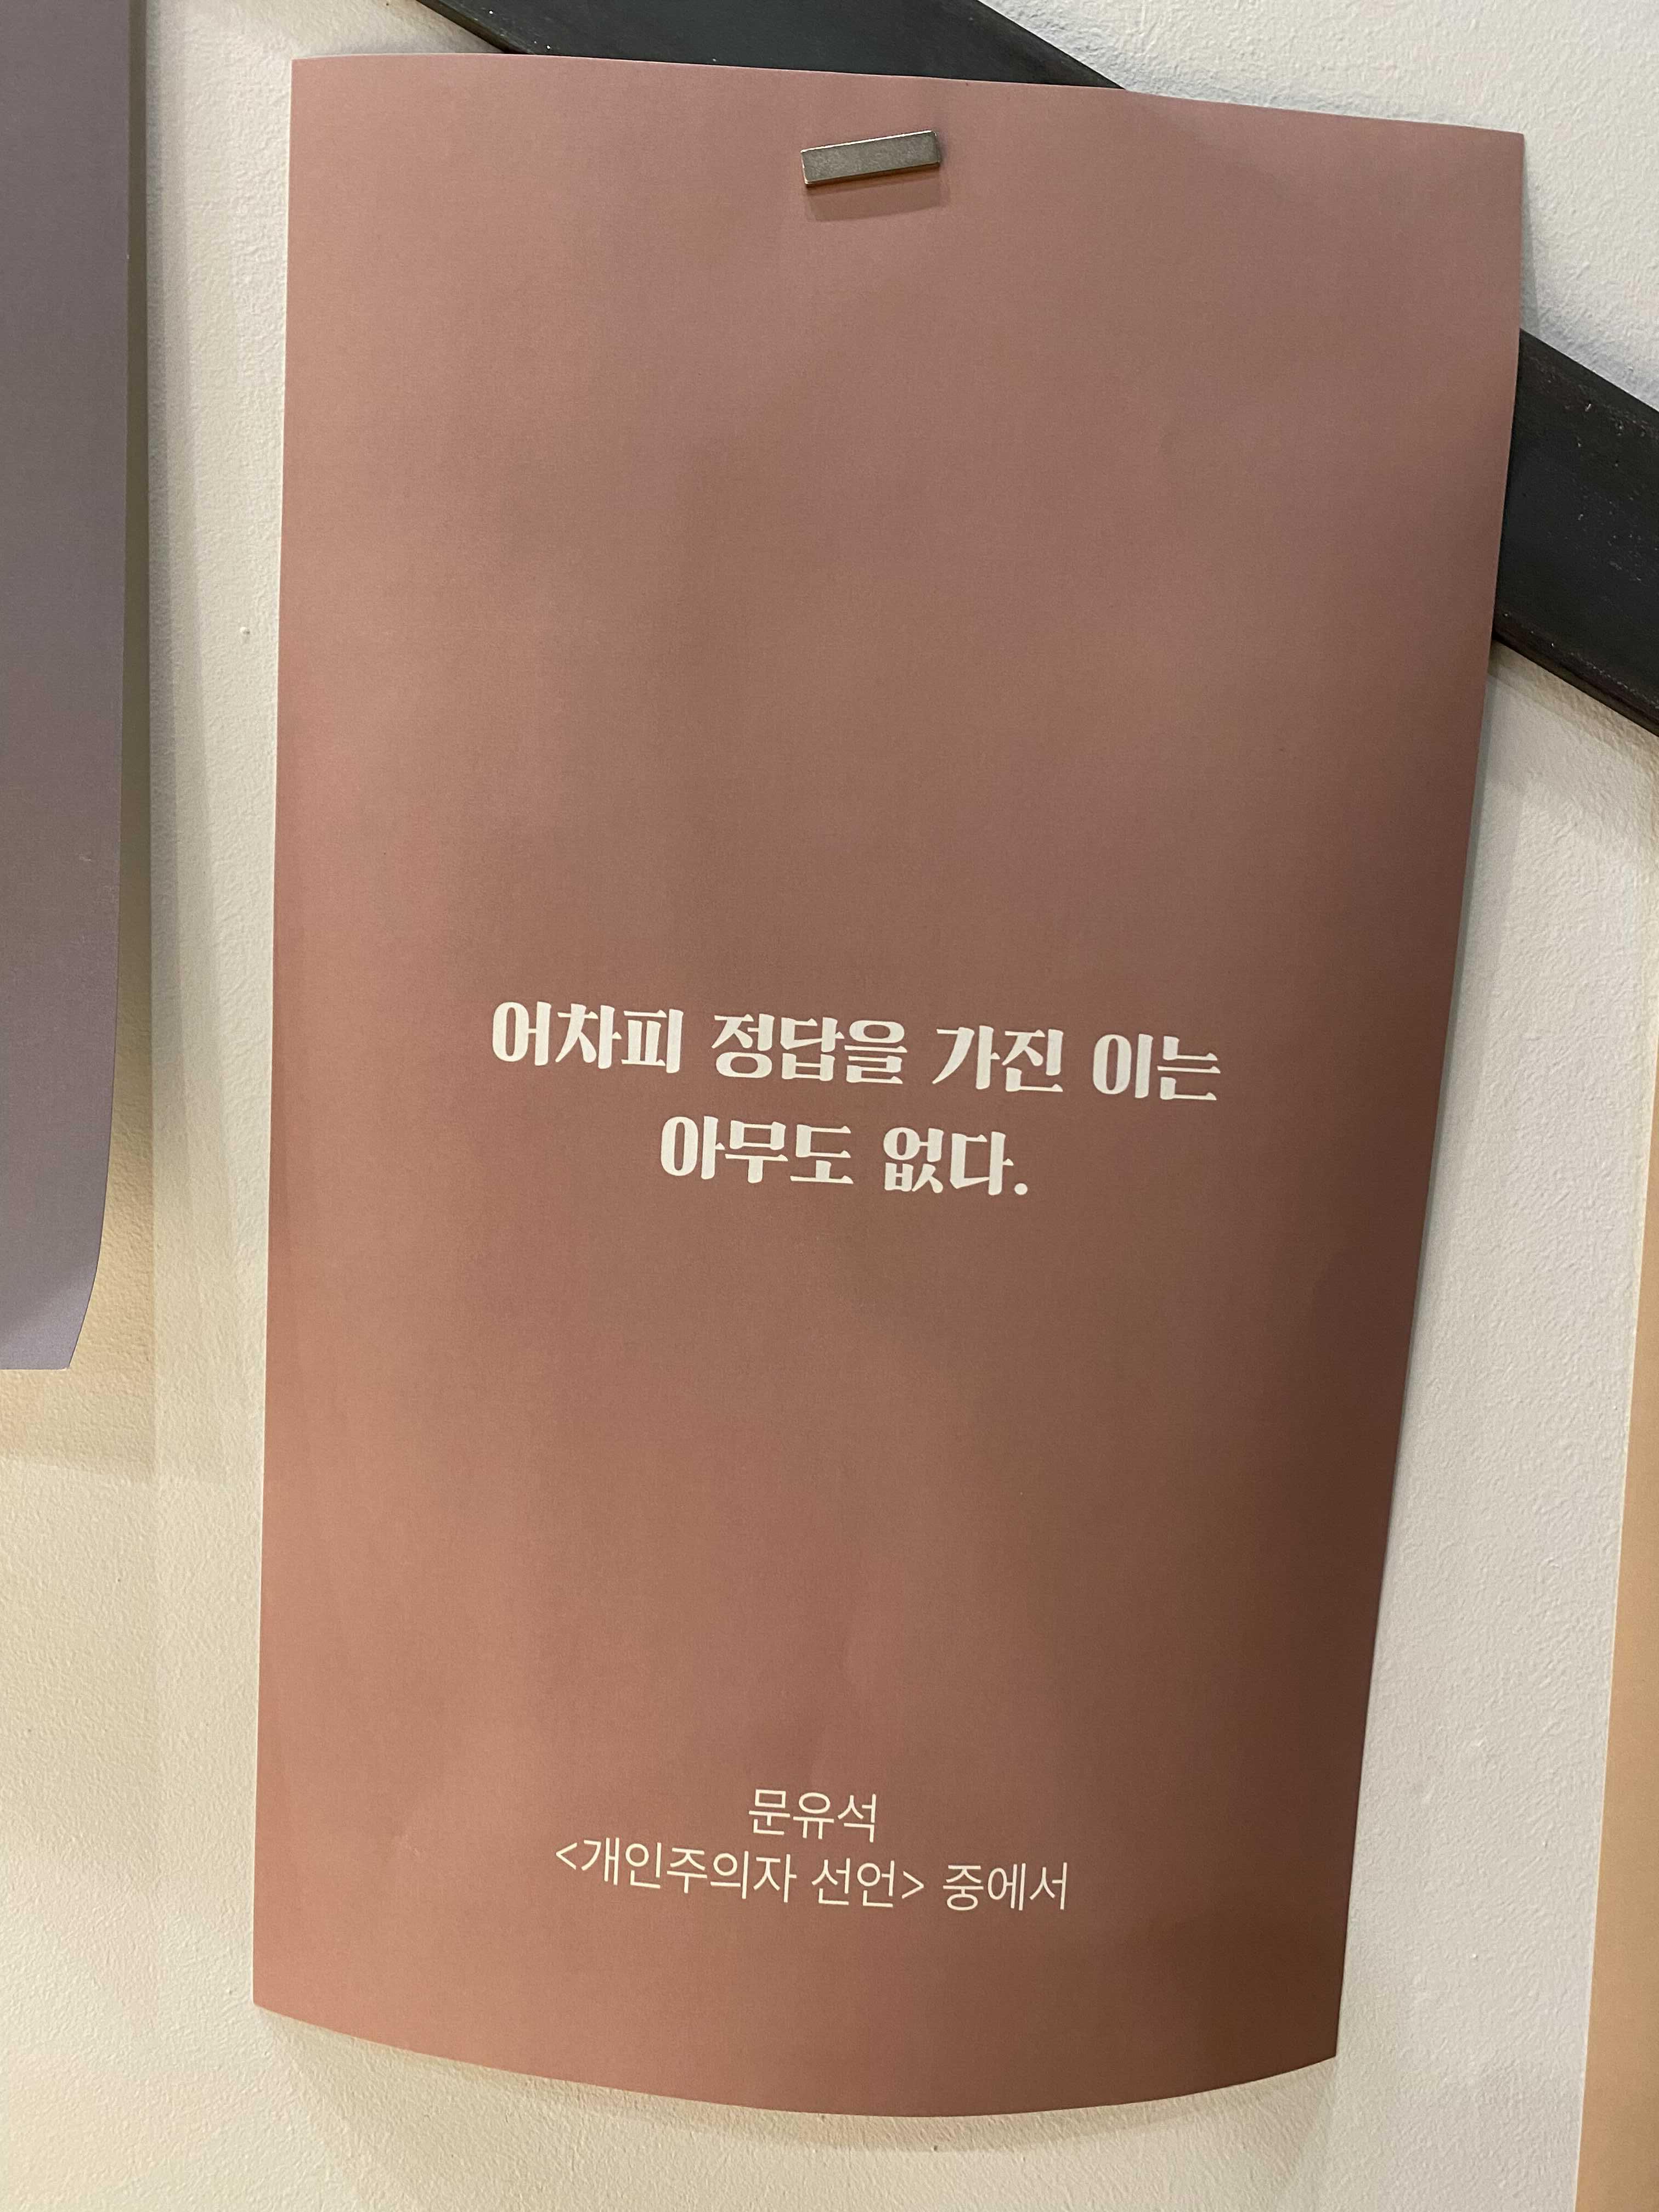 어차피 정답을 가진 이는
아무도 없다.
문유석
<개인주의자 선언> 중에서